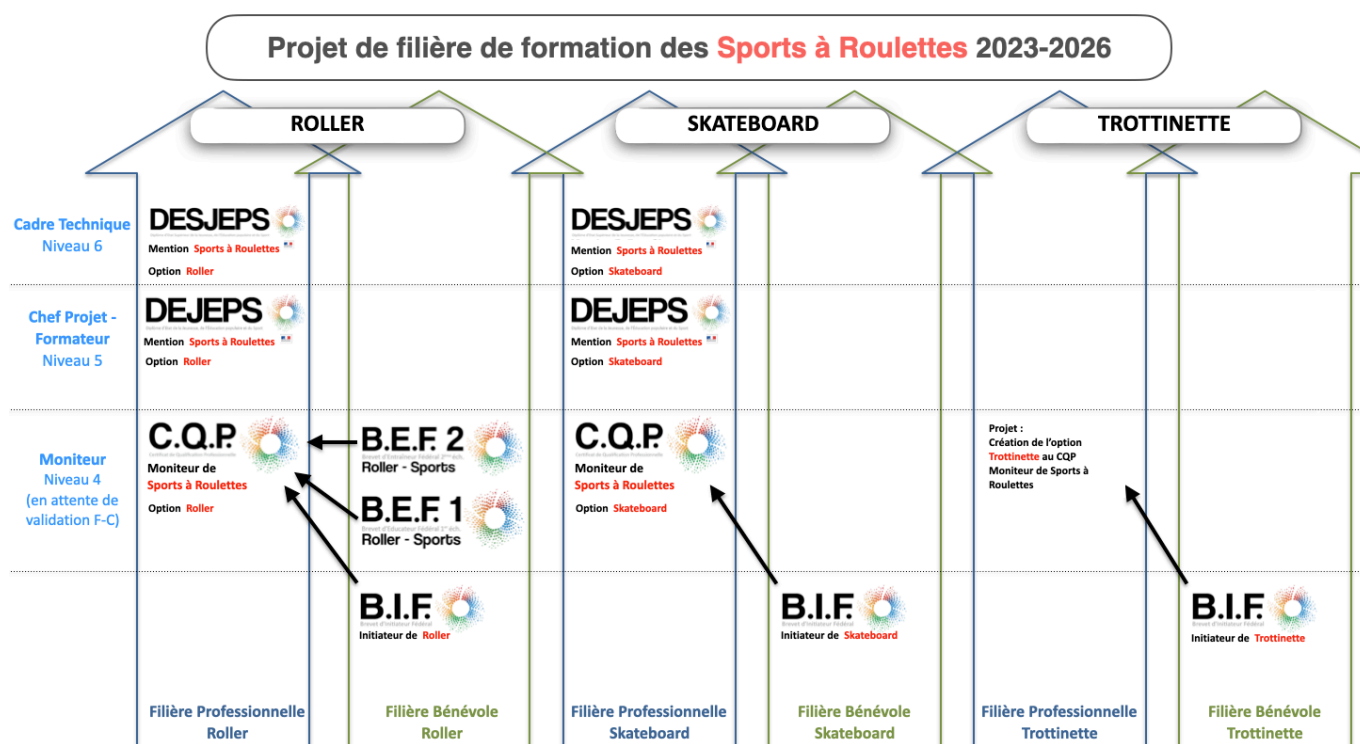 Projet de filière de formation des Sports à Roulettes 2023-2026
ROLLER
SKATEBOARD
TROTTINETTE
Cadre Technique
Niveau 6
DESJEPS
Mention Sports à Roulettes
Option Roller
DESJEPS
Mention Sports à Roulettes
Option Skateboard
Chef Projet -
Formateur
Niveau 5
DEJEPS
Mention Sports à Roulettes
Option Roller
DEJEPS
Mention Sports à Roulettes
Option Skateboard
Moniteur
Niveau 4
(en attente de
validation F-C)
C.Q.P.
Certificat de Qualification Professionnelle
Moniteur de
Sports à Roulettes
Option Roller
B.E.F. 2
Roller - Sports
B.E.F. 1
Brevet d'Educateur Fédéral 1er éch.
Roller - Sports
C.Q.P.
Certificat de Qualification Professionnelle
Moniteur de
Sports à Roulettes
Option Skateboard
Projet :
Création de l'option
Trottinette au CQP
Moniteur de Sports à
Roulettes
B.I.F.
Brevet d'Initiateur Fédéral
Initiateur de Roller
B.I.F.
Brevet d'Initiateur Fédéral
Initiateur de Skateboard
B.I.F.
Brevet d'Initiateur Fédéral
Initiateur de Trottinette
Filière Professionnelle
Roller
Filière Bénévole
Roller
Filière Professionnelle
Skateboard
Filière Bénévole
Skateboard
Filière Professionnelle
Trottinette
Filière Bénévole
Trottinette